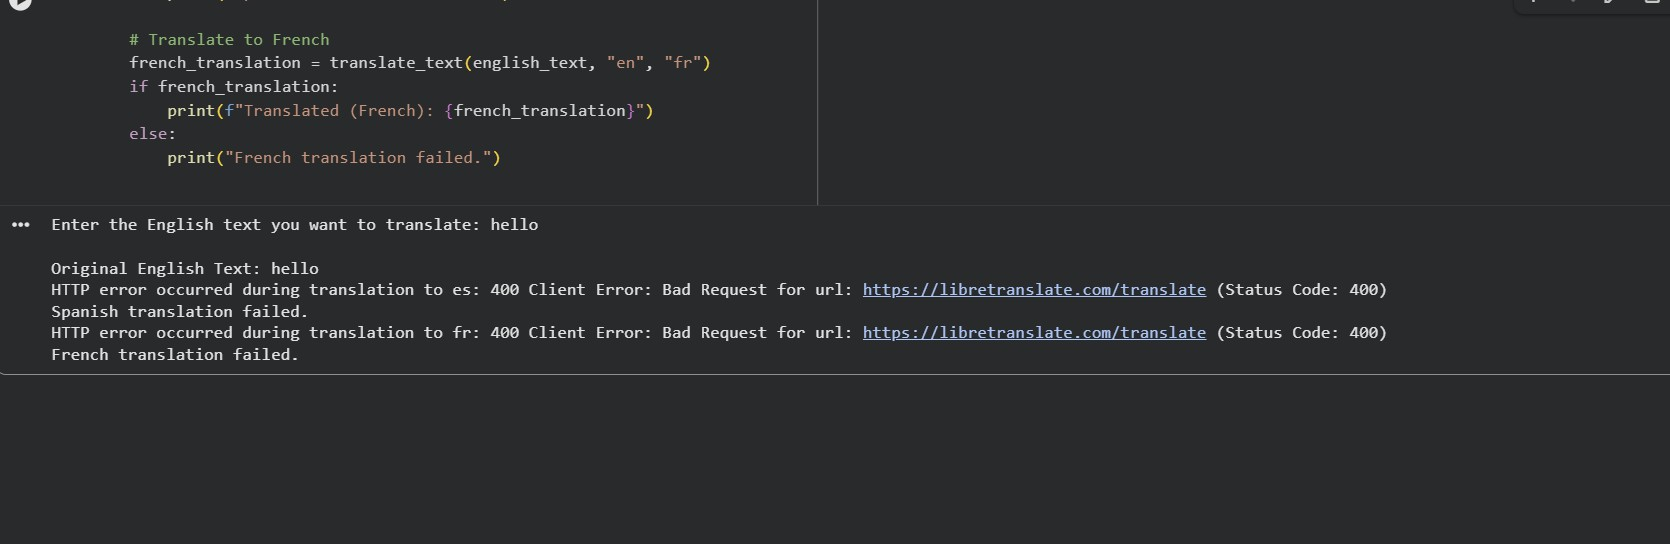 # Translate to French
french_translation = translate_text(english_text, "en", "fr")
if french_translation:
    print(f"Translated (French): {french_translation}")
else:
    print("French translation failed.")
Enter the English text you want to translate: hello
Original English Text: hello
HTTP error occurred during translation to es: 400 Client Error: Bad Request for url: https://libretranslate.com/translate (Status Code: 400)
Spanish translation failed.
HTTP error occurred during translation to fr: 400 Client Error: Bad Request for url: https://libretranslate.com/translate (Status Code: 400)
French translation failed.